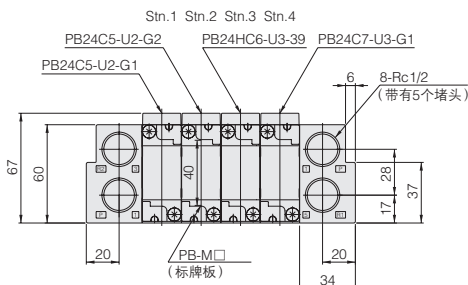 Stn.1 Stn.2 Stn.3 Stn.4
PB24C5-U2-G2 PB24HC6-U3-39 PB24C7-U3-G1
PB24C5-U2-G1
6 8-Rc1/2
(带有5个堵头)
67 60 40 28 17 37
P 1
20 PB-M□ 20
(标牌板)
34